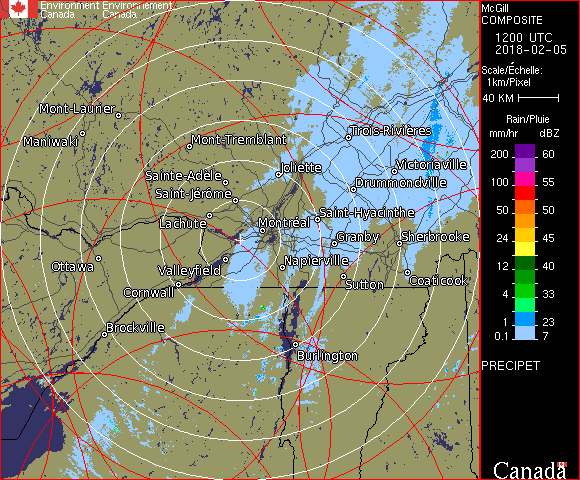 Environment Environnement
Canada Canada
Mont-Laurier
Maniwaki
Mont-Tremblant
Trois-Rivières
Sainte-Adèle
Joliette
Victoriaville
Saint-Jérôme
Drummondville
Lachute
Montréal
Saint-Hyacinthe
Granby
Sherbrooke
Ottawa
Valleyfield
Napierville
Cornwall
Sutton
Coaticook
Brockville
Burlington
McGill
COMPOSITE
1200 UTC
2018-02-05
Scale/Échelle:
1km/Pixel
40 KM
Rain/Pluie
mm/hr dBZ
200 60
100 55
50 50
24 45
12 40
4 33
1 23
0.1 7
PRECIPET
Canada